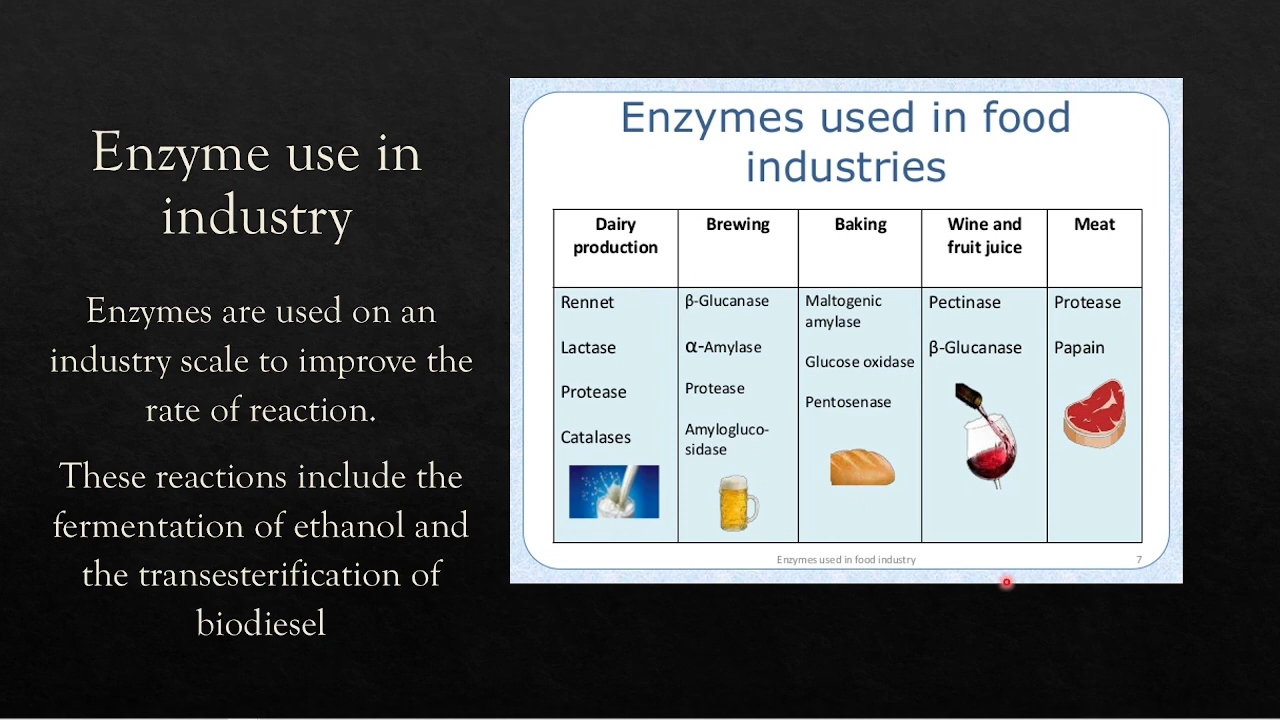 Enzyme use in
industry
Enzymes are used on an
industry scale to improve the
rate of reaction.
These reactions include the
fermentation of ethanol and
the transesterification of
biodiesel
Enzymes used in food
industries
Dairy
production
Rennet
Lactase
Protease
Catalases
Brewing
β-Glucanase
α-Amylase
Protease
Amylogluco-
sidase
Baking
Maltogenic
amylase
Glucose oxidase
Pentosenase
Wine and
fruit juice
Pectinase
β-Glucanase
Meat
Protease
Papain
Enzymes used in food industry
7